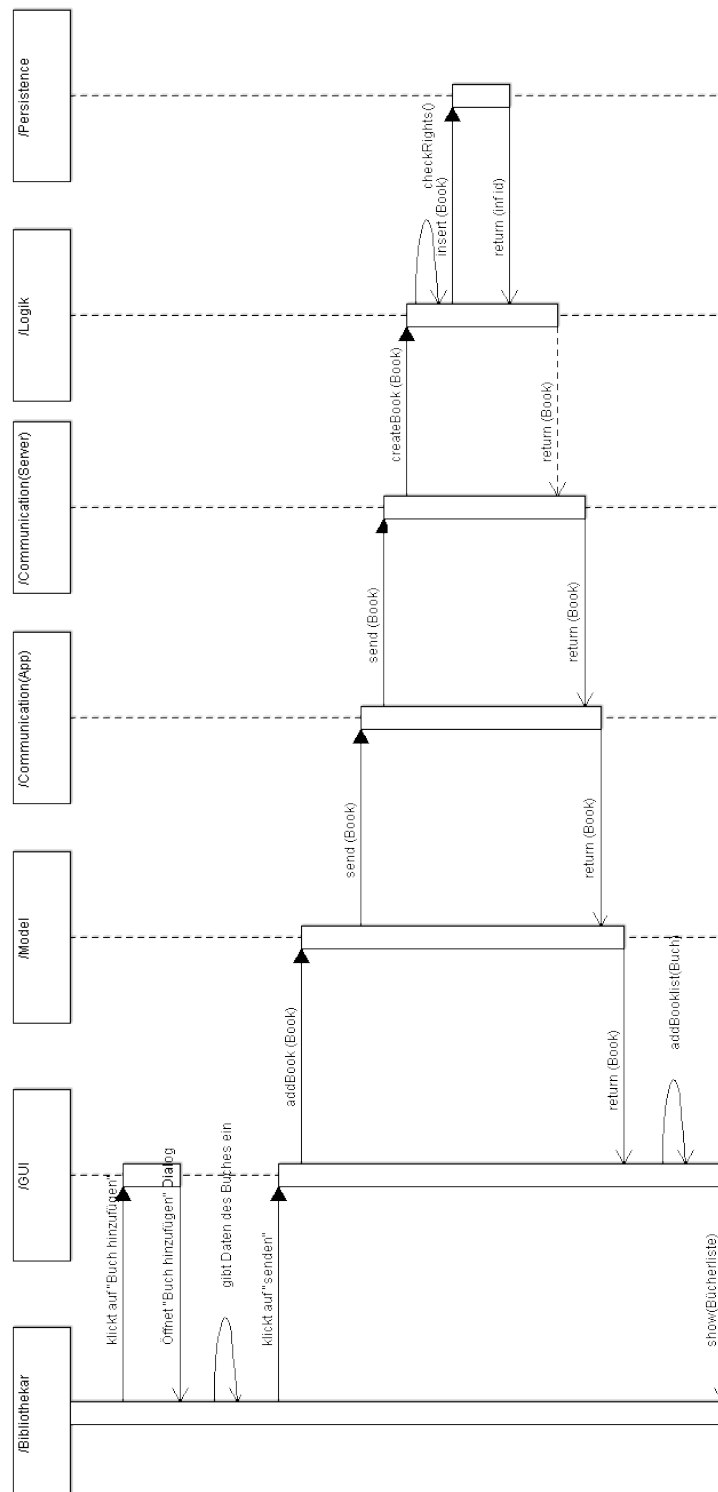 /Bibliothekar
/GUI
/Model
/Communication(App)
/Communication(Server)
/Logik
/Persistence
klickt auf "Buch hinzufügen"
Öffnet "Buch hinzufügen" Dialog
gibt Daten des Buches ein
klickt auf "senden"
addBook (Book)
send (Book)
send (Book)
createBook (Book)
checkRights()
insert (Book)
return (inf id)
return (Book)
return (Book)
return (Book)
return (Book)
addBooklist(Buch)
show(Bücherliste)